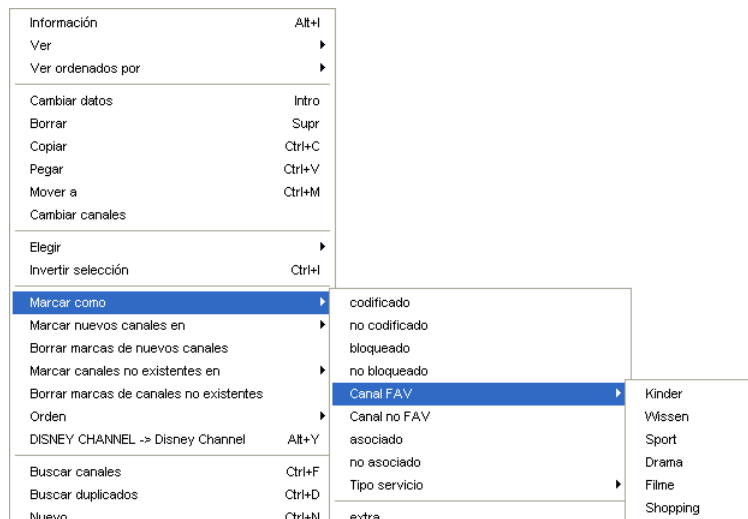 Información Alt+I
Ver
Ver ordenados por
Cambiar datos Intro
Borrar Supr
Copiar Ctrl+C
Pegar Ctrl+V
Mover a Ctrl+M
Cambiar canales
Elegir
Invertir selección Ctrl+I
Marcar como
Marcar nuevos canales en
Borrar marcas de nuevos canales
Marcar canales no existentes en
Borrar marcas de canales no existentes
Orden
DISNEY CHANNEL -> Disney Channel Alt+Y
Buscar canales Ctrl+F
Buscar duplicados Ctrl+D
Nuevo Ctrl+N
codificado
no codificado
bloqueado
no bloqueado
Canal FAV
Canal no FAV
asociado
no asociado
Tipo servicio
extra
Kinder
Wissen
Sport
Drama
Filme
Shopping